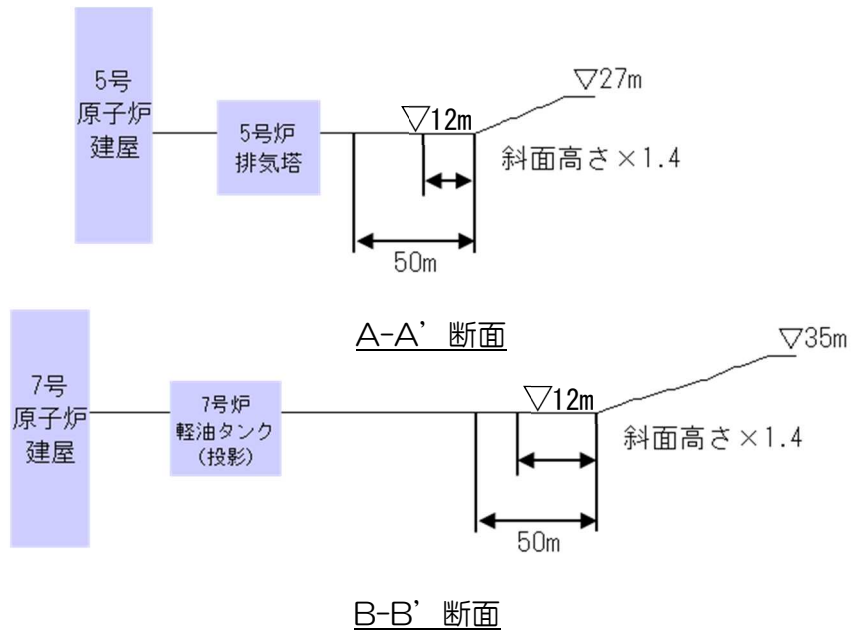 5号
原子炉
建屋
5号炉
排気塔
▽12m
▽27m
斜面高さ×1.4
50m
A-A’断面
7号
原子炉
建屋
7号炉
軽油タンク
(投影)
▽12m
▽35m
斜面高さ×1.4
50m
B-B’断面